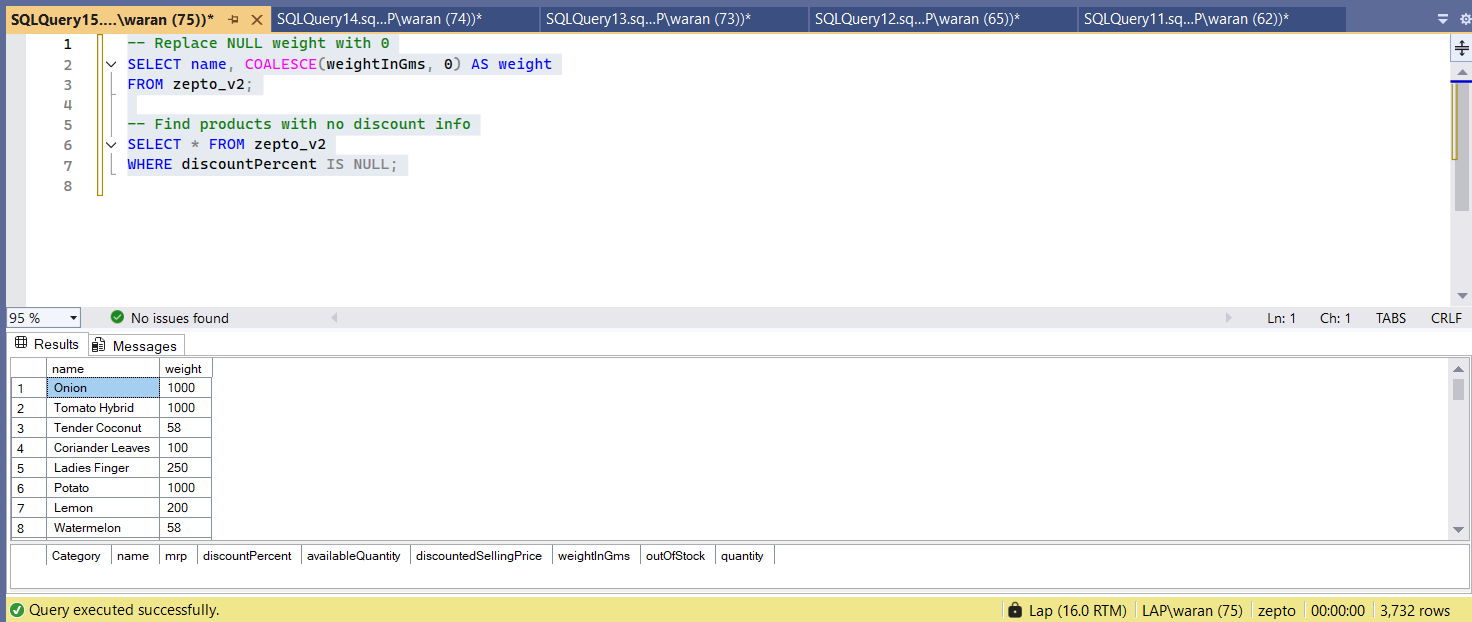 SQLQuery15....\waran (75))* SQLQuery14.sq...P\waran (74))* SQLQuery13.sq...P\waran (73))* SQLQuery12.sq...P\waran (65))* SQLQuery11.sq...P\waran (62))*
1 -- Replace NULL weight with 0
2 SELECT name, COALESCE(weightInGms, 0) AS weight
3 FROM zepto_v2;
4
5 -- Find products with no discount info
6 SELECT * FROM zepto_v2
7 WHERE discountPercent IS NULL;
8
95 % No issues found Ln: 1 Ch: 1 TABS CRLF
Results Messages
name weight
1 Onion 1000
2 Tomato Hybrid 1000
3 Tender Coconut 58
4 Coriander Leaves 100
5 Ladies Finger 250
6 Potato 1000
7 Lemon 200
8 Watermelon 58
Category name mrp discountPercent availableQuantity discountedSellingPrice weightInGms outOfStock quantity
Query executed successfully. Lap (16.0 RTM) LAP\waran (75) zepto 00:00:00 3,732 rows